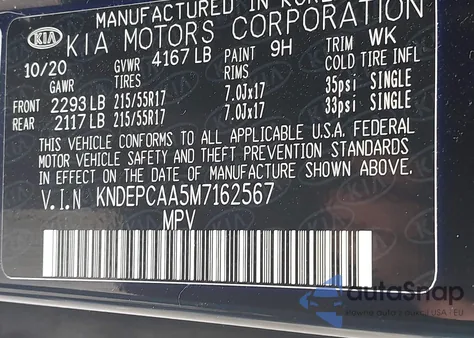 MANUFACTURED IN KOREA
KIA KIA MOTORS CORPORATION
10/20 GVWR 4167 LB PAINT 9H TRIM WK
GAWR TIRES RIMS COLD TIRE INFL
FRONT 2293 LB 215/55R17 7.0Jx17 35psi SINGLE
REAR 2117 LB 215/55R17 7.0Jx17 33psi SINGLE
THIS VEHICLE CONFORMS TO ALL APPLICABLE U.S.A. FEDERAL
MOTOR VEHICLE SAFETY AND THEFT PREVENTION STANDARDS
IN EFFECT ON THE DATE OF MANUFACTURE SHOWN ABOVE.
V.I.N KNDEPCAA5M7162567
MPV
autoSnap